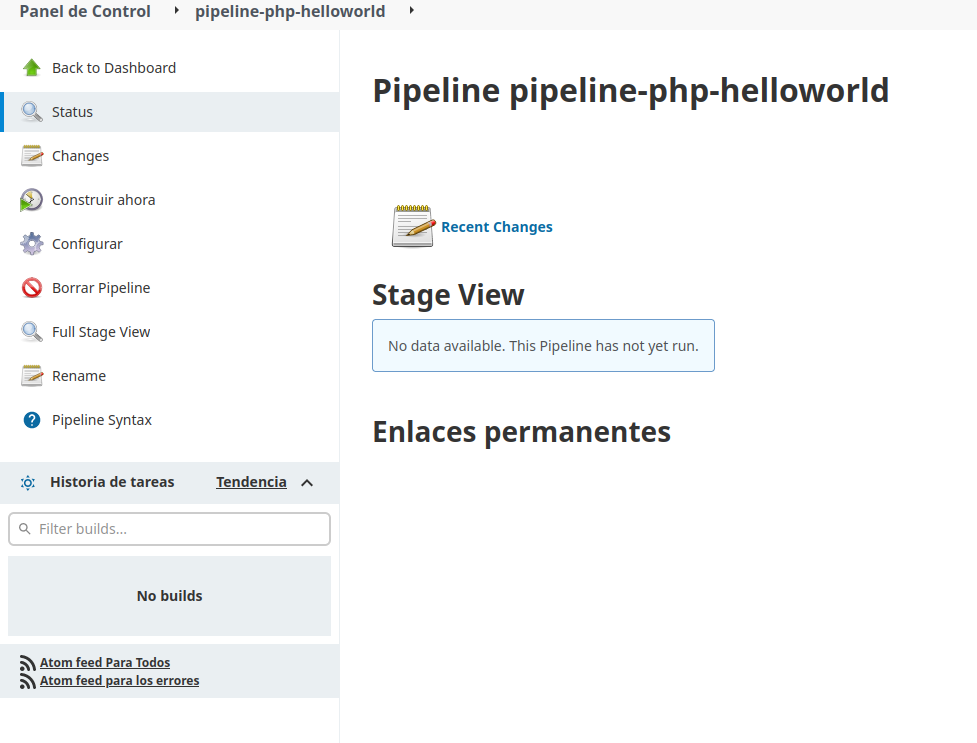 Panel de Control pipeline-php-helloworld
Back to Dashboard
Status
Changes
Construir ahora
Configurar
Borrar Pipeline
Full Stage View
Rename
Pipeline Syntax
Historia de tareas Tendencia
Filter builds...
No builds
Atom feed Para Todos
Atom feed para los errores
Pipeline pipeline-php-helloworld
Recent Changes
Stage View
No data available. This Pipeline has not yet run.
Enlaces permanentes